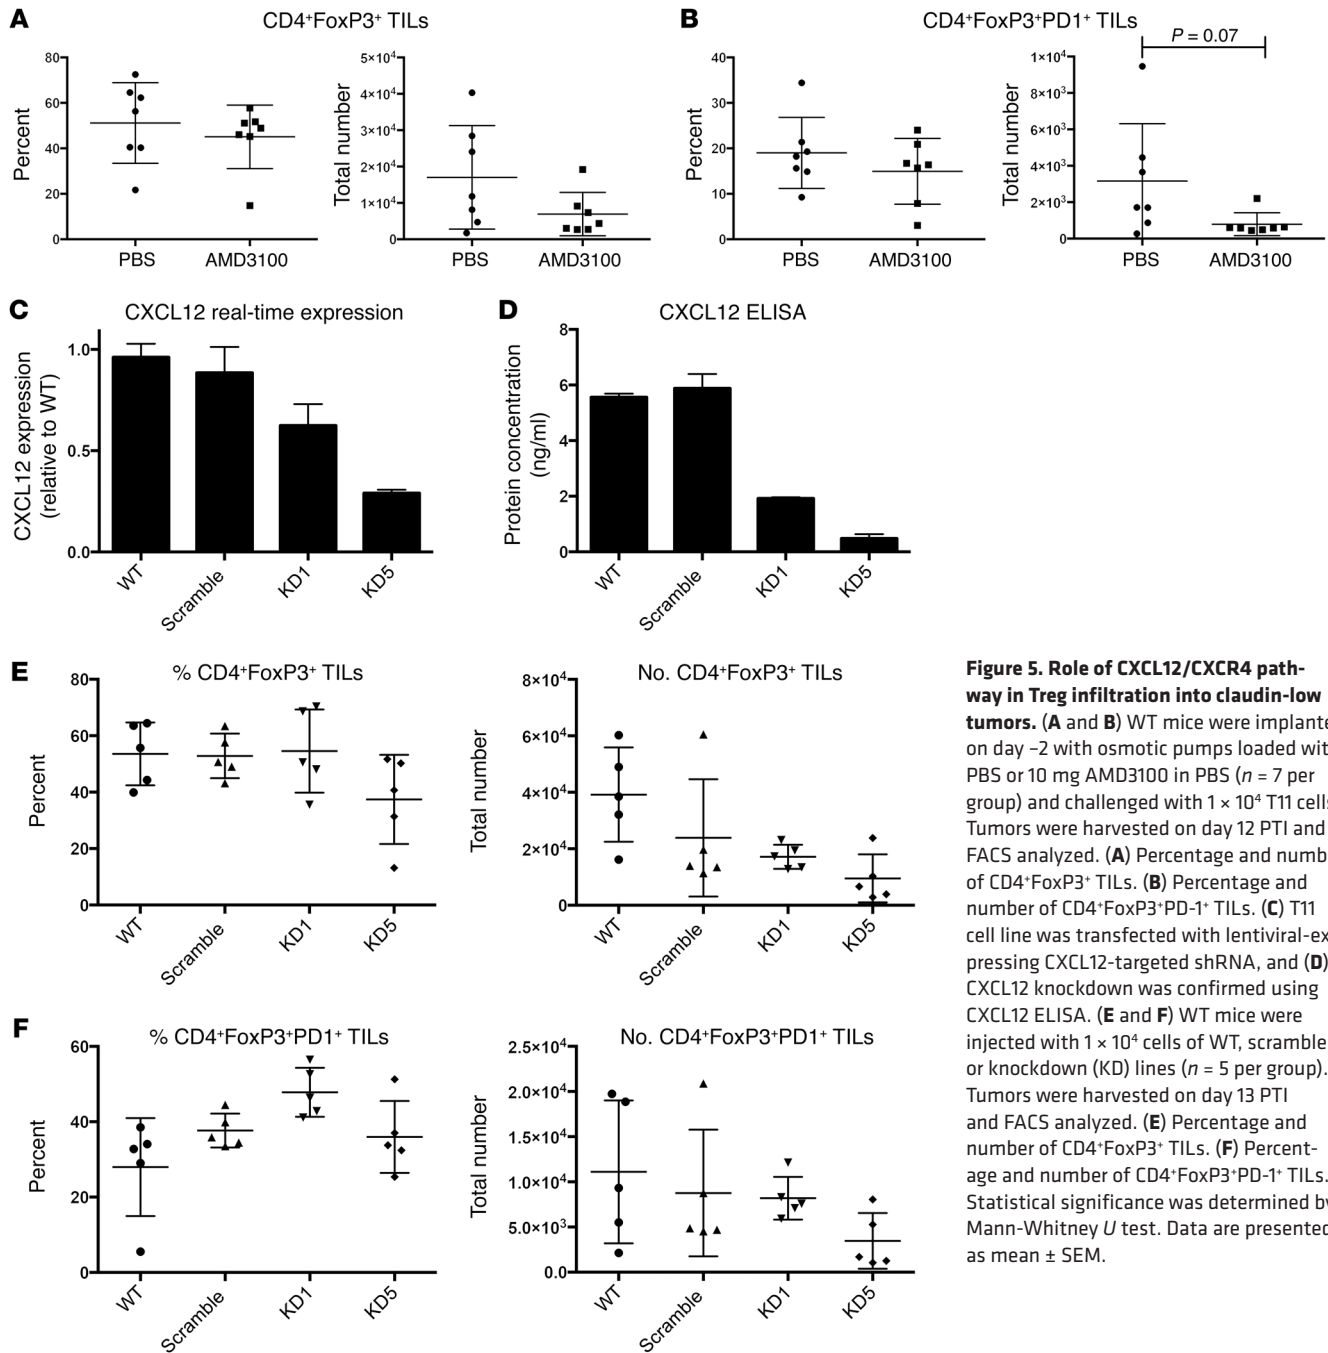 A
CD4⁺FoxP3⁺ TILs
Percent
80
60
40
20
0
PBS
AMD3100
Total number
5×10⁴
4×10⁴
3×10⁴
2×10⁴
1×10⁴
0
PBS
AMD3100
B
CD4⁺FoxP3⁺PD1⁺ TILs
Percent
40
30
20
10
0
PBS
AMD3100
P = 0.07
Total number
1×10⁴
8×10³
6×10³
4×10³
2×10³
0
PBS
AMD3100
C
CXCL12 real-time expression
CXCL12 expression
(relative to WT)
1.0
0.5
0.0
WT
Scramble
KD1
KD5
D
CXCL12 ELISA
Protein concentration
(ng/ml)
8
6
4
2
0
WT
Scramble
KD1
KD5
E
% CD4⁺FoxP3⁺ TILs
Percent
80
60
40
20
0
WT
Scramble
KD1
KD5
No. CD4⁺FoxP3⁺ TILs
Total number
8×10⁴
6×10⁴
4×10⁴
2×10⁴
0
WT
Scramble
KD1
KD5
F
% CD4⁺FoxP3⁺PD1⁺ TILs
Percent
60
40
20
0
WT
Scramble
KD1
KD5
No. CD4⁺FoxP3⁺PD1⁺ TILs
Total number
2.5×10⁴
2.0×10⁴
1.5×10⁴
1.0×10⁴
5.0×10³
0.0
WT
Scramble
KD1
KD5
Figure 5. Role of CXCL12/CXCR4 path-
way in Treg infiltration into claudin-low
tumors. (A and B) WT mice were implante
on day –2 with osmotic pumps loaded wit
PBS or 10 mg AMD3100 in PBS (n = 7 per
group) and challenged with 1 × 10⁴ T11 cells
Tumors were harvested on day 12 PTI and
FACS analyzed. (A) Percentage and numb
of CD4⁺FoxP3⁺ TILs. (B) Percentage and
number of CD4⁺FoxP3⁺PD-1⁺ TILs. (C) T11
cell line was transfected with lentiviral-ex
pressing CXCL12-targeted shRNA, and (D)
CXCL12 knockdown was confirmed using
CXCL12 ELISA. (E and F) WT mice were
injected with 1 × 10⁴ cells of WT, scramble
or knockdown (KD) lines (n = 5 per group).
Tumors were harvested on day 13 PTI
and FACS analyzed. (E) Percentage and
number of CD4⁺FoxP3⁺ TILs. (F) Percent-
age and number of CD4⁺FoxP3⁺PD-1⁺ TILs.
Statistical significance was determined by
Mann-Whitney U test. Data are presented
as mean ± SEM.